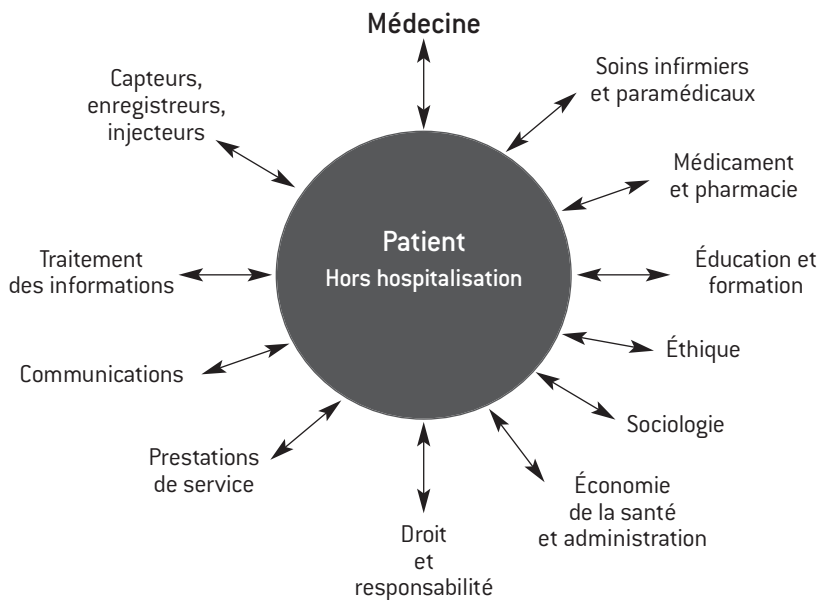 Médecine
Soins infirmiers
et paramédicaux
Médicament
et pharmacie
Éducation et
formation
Éthique
Sociologie
Économie
de la santé
et administration
Droit
et
responsabilité
Prestations
de service
Communications
Traitement
des informations
Capteurs,
enregistreurs,
injecteurs
Patient
Hors hospitalisation